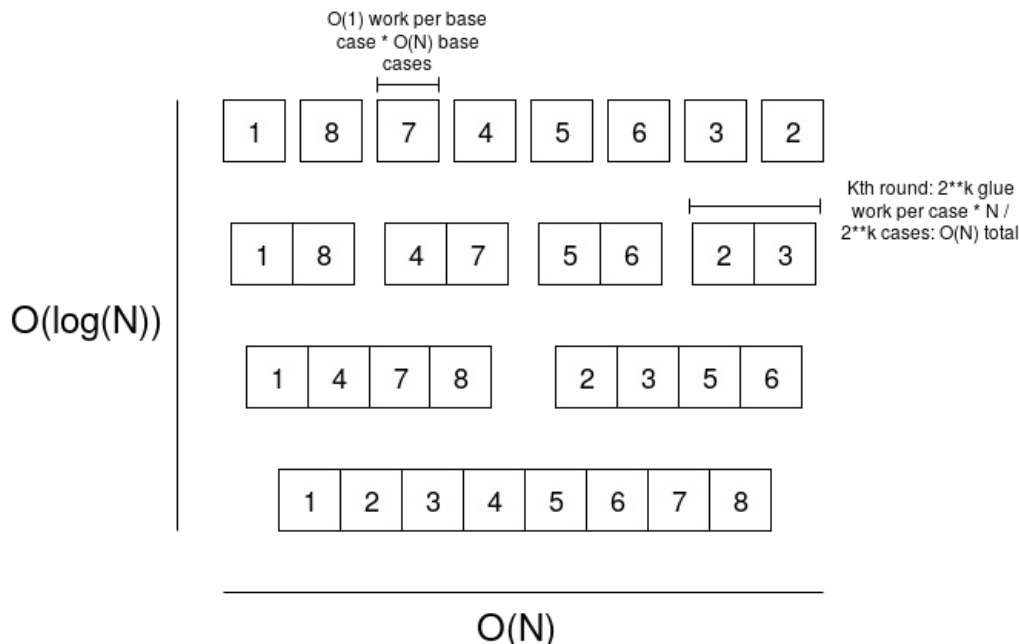 O(1) work per base
case * O(N) base
cases
1 8 7 4 5 6 3 2
Kth round: 2**k glue
work per case * N /
2**k cases: O(N) total
1 8 4 7 5 6 2 3
O(log(N))
1 4 7 8 2 3 5 6
1 2 3 4 5 6 7 8
O(N)